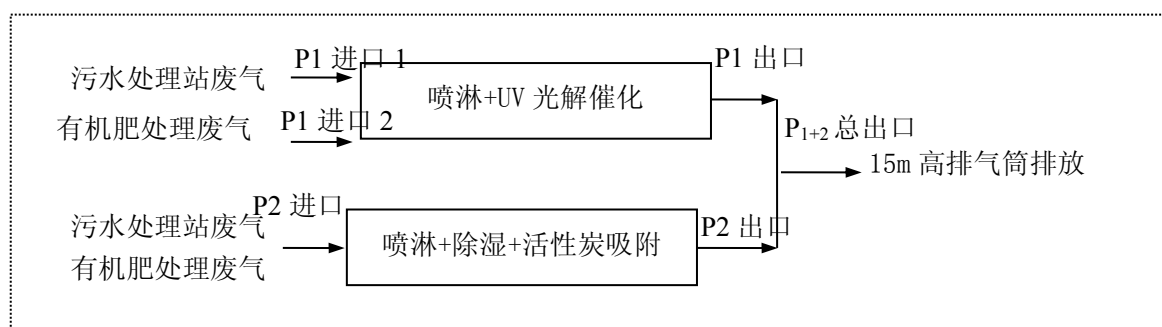 污水处理站废气
P1 进口 1
喷淋+UV 光解催化
P1 出口
有机肥处理废气
P1 进口 2
P₁₊₂ 总出口
15m 高排气筒排放
污水处理站废气
有机肥处理废气
P2 进口
喷淋+除湿+活性炭吸附
P2 出口